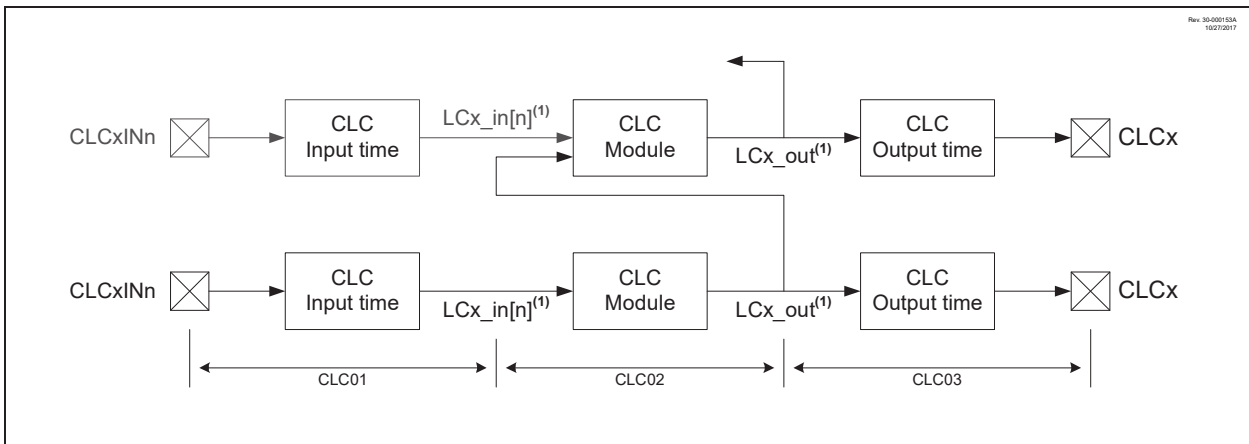 Rev. 30-000153A
10/27/2017
CLCxINn
CLC
Input time
LCx_in[n](1)
CLC
Module
LCx_out(1)
CLC
Output time
CLCx
CLCxINn
CLC
Input time
LCx_in[n](1)
CLC
Module
LCx_out(1)
CLC
Output time
CLCx
CLC01
CLC02
CLC03